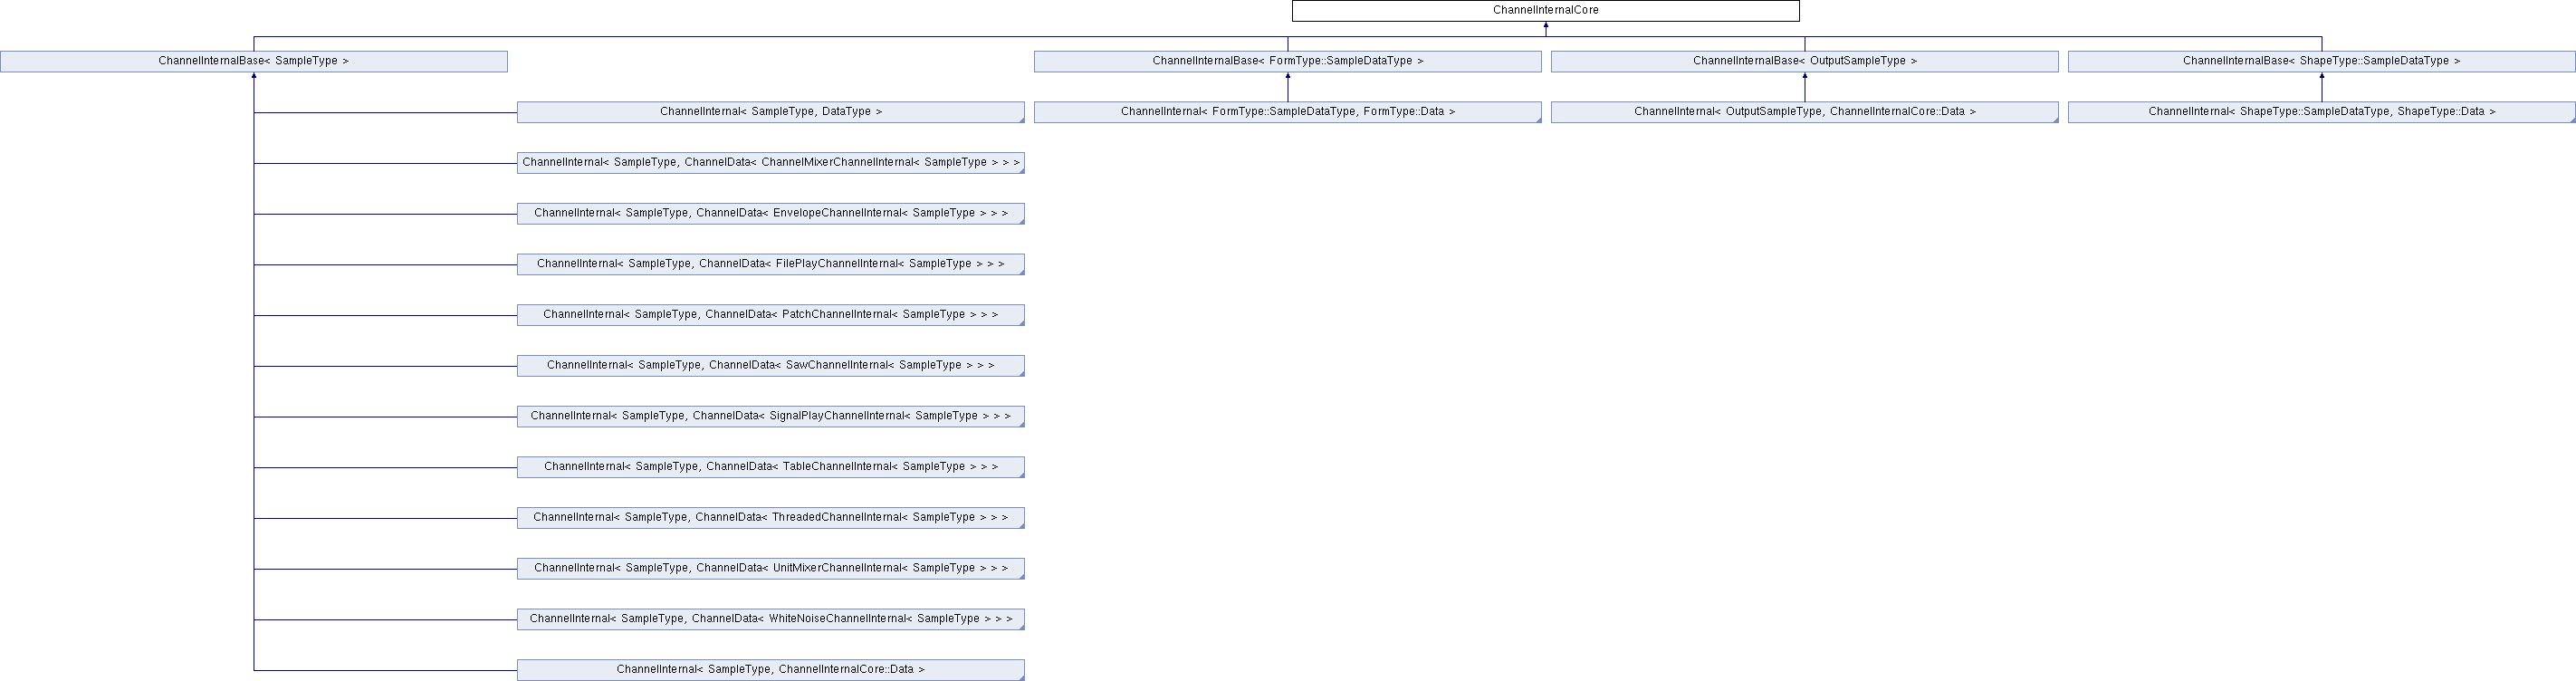 ChannelInternalCore
ChannelInternalBase< SampleType >
ChannelInternalBase< FormType::SampleDataType >
ChannelInternalBase< OutputSampleType >
ChannelInternalBase< ShapeType::SampleDataType >
ChannelInternal< SampleType, DataType >
ChannelInternal< FormType::SampleDataType, FormType::Data >
ChannelInternal< OutputSampleType, ChannelInternalCore::Data >
ChannelInternal< ShapeType::SampleDataType, ShapeType::Data >
ChannelInternal< SampleType, ChannelData< ChannelMixerChannelInternal< SampleType > > >
ChannelInternal< SampleType, ChannelData< EnvelopeChannelInternal< SampleType > > >
ChannelInternal< SampleType, ChannelData< FilePlayChannelInternal< SampleType > > >
ChannelInternal< SampleType, ChannelData< PatchChannelInternal< SampleType > > >
ChannelInternal< SampleType, ChannelData< SawChannelInternal< SampleType > > >
ChannelInternal< SampleType, ChannelData< SignalPlayChannelInternal< SampleType > > >
ChannelInternal< SampleType, ChannelData< TableChannelInternal< SampleType > > >
ChannelInternal< SampleType, ChannelData< ThreadedChannelInternal< SampleType > > >
ChannelInternal< SampleType, ChannelData< UnitMixerChannelInternal< SampleType > > >
ChannelInternal< SampleType, ChannelData< WhiteNoiseChannelInternal< SampleType > > >
ChannelInternal< SampleType, ChannelInternalCore::Data >